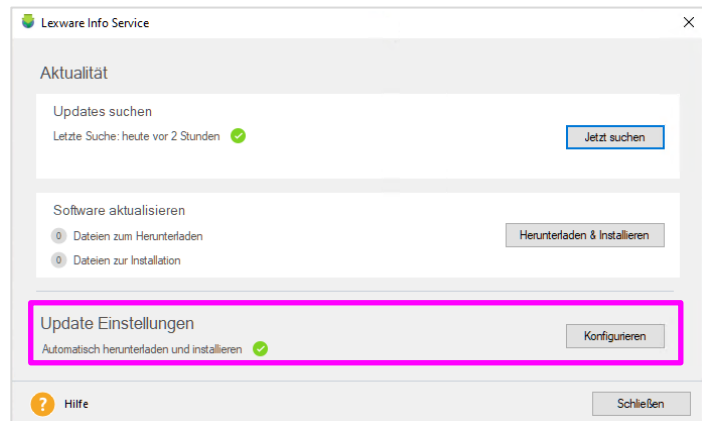 Lexware Info Service
Aktualität
Updates suchen
Letzte Suche: heute vor 2 Stunden
Jetzt suchen
Software aktualisieren
0 Dateien zum Herunterladen
Herunterladen & Installieren
0 Dateien zur Installation
Update Einstellungen
Automatisch herunterladen und installieren
Konfigurieren
? Hilfe
Schließen